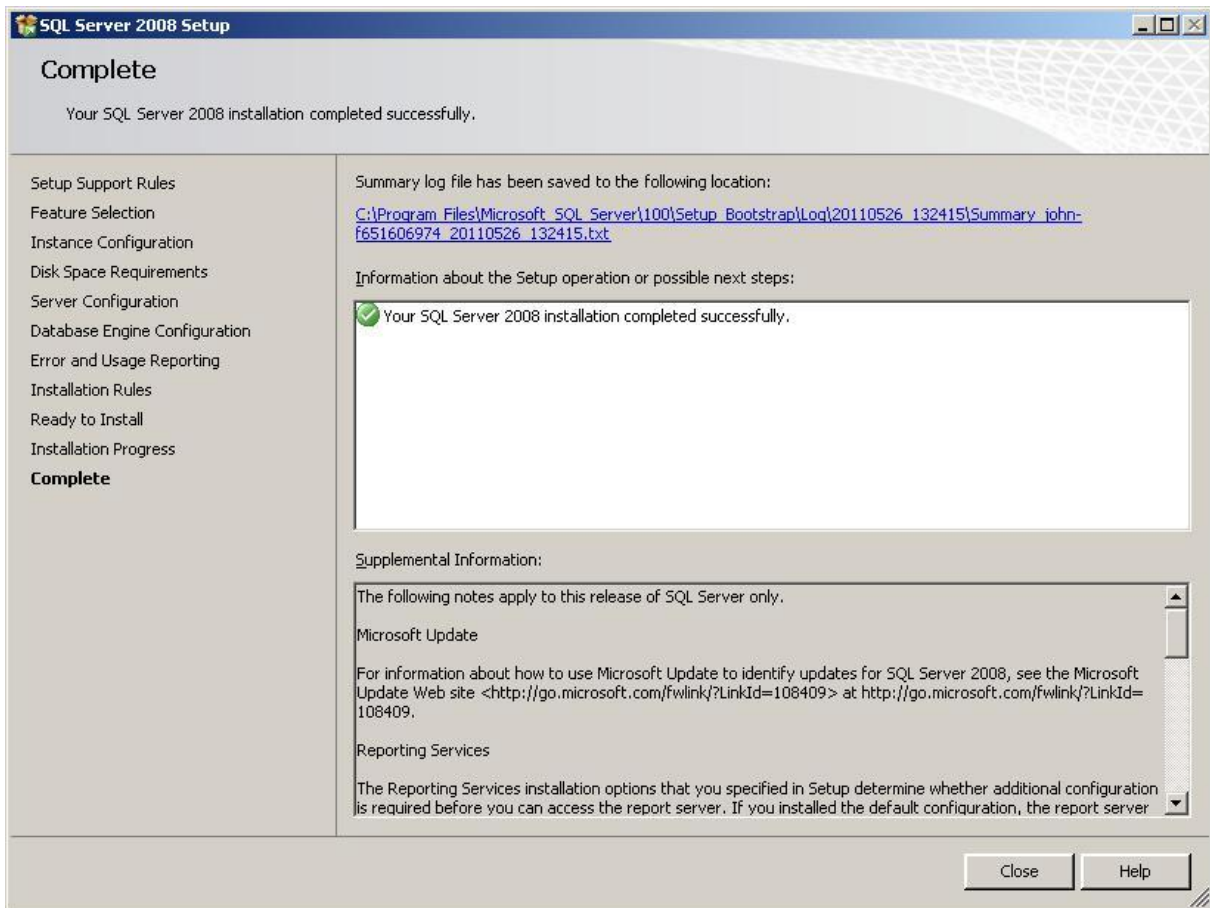 SQL Server 2008 Setup
Complete
Your SQL Server 2008 installation completed successfully.
Setup Support Rules
Feature Selection
Instance Configuration
Disk Space Requirements
Server Configuration
Database Engine Configuration
Error and Usage Reporting
Installation Rules
Ready to Install
Installation Progress
Complete
Summary log file has been saved to the following location:
C:\Program Files\Microsoft SQL Server\100\Setup Bootstrap\Log\20110526_132415\Summary_john-
f651606974_20110526_132415.txt
Information about the Setup operation or possible next steps:
Your SQL Server 2008 installation completed successfully.
Supplemental Information:
The following notes apply to this release of SQL Server only.
Microsoft Update
For information about how to use Microsoft Update to identify updates for SQL Server 2008, see the Microsoft
Update Web site <http://go.microsoft.com/fwlink/?LinkId=108409> at http://go.microsoft.com/fwlink/?LinkId=
108409.
Reporting Services
The Reporting Services installation options that you specified in Setup determine whether additional configuration
is required before you can access the report server. If you installed the default configuration, the report server
Close
Help